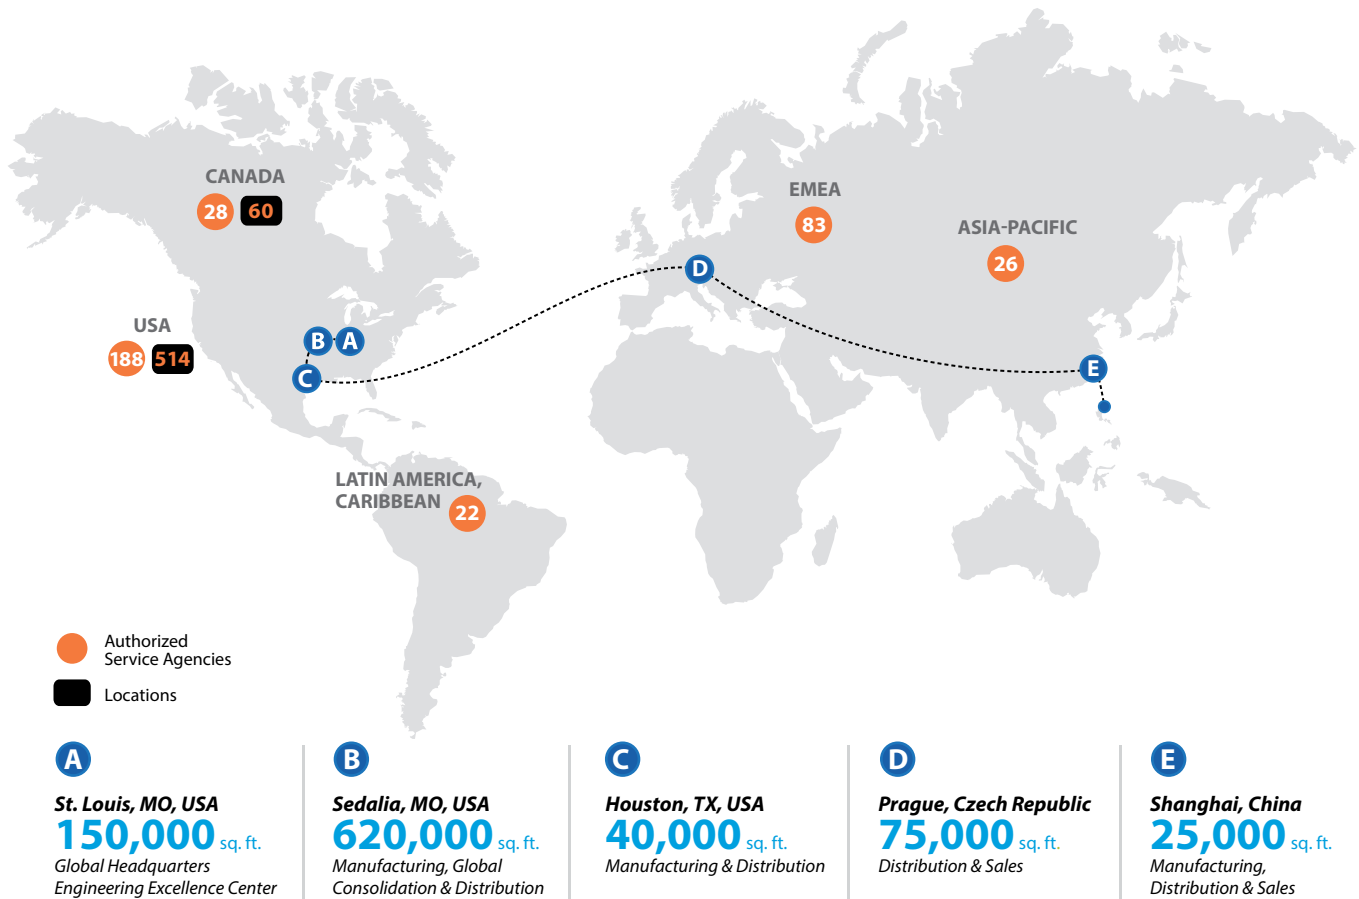 CANADA
28 60
EMEA
83
ASIA-PACIFIC
26
USA
188 514
B A
C
D
E
LATIN AMERICA,
CARIBBEAN
22
Authorized
Service Agencies
Locations
A
St. Louis, MO, USA
150,000 sq. ft.
Global Headquarters
Engineering Excellence Center
B
Sedalia, MO, USA
620,000 sq. ft.
Manufacturing, Global
Consolidation & Distribution
C
Houston, TX, USA
40,000 sq. ft.
Manufacturing & Distribution
D
Prague, Czech Republic
75,000 sq. ft.
Distribution & Sales
E
Shanghai, China
25,000 sq. ft.
Manufacturing,
Distribution & Sales